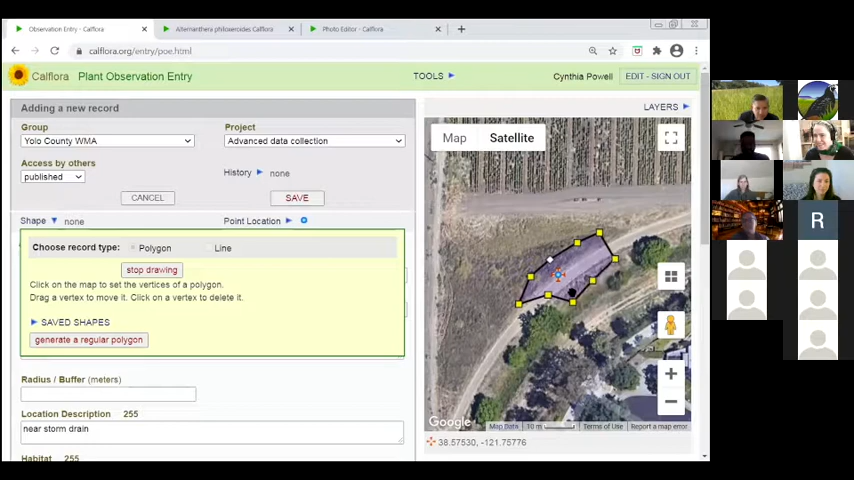 Observation Entry - Calflora
Alternanthera philoxeroides Calflora
Photo Editor - Calflora
calflora.org/entry/poe.html
Calflora
Plant Observation Entry
TOOLS
Cynthia Powell
EDIT - SIGN OUT
Adding a new record
LAYERS
Group
Project
Yolo County WMA
Advanced data collection
Map
Satellite
Access by others
published
History
none
CANCEL
SAVE
Shape
none
Point Location
R
Choose record type:
Polygon
Line
stop drawing
Click on the map to set the vertices of a polygon.
Drag a vertex to move it. Click on a vertex to delete it.
SAVED SHAPES
generate a regular polygon
Radius / Buffer (meters)
Location Description 255
near storm drain
Google
Map Data
10 m
Terms of Use
Report a map error
38.57530, -121.75776
Habitat 255